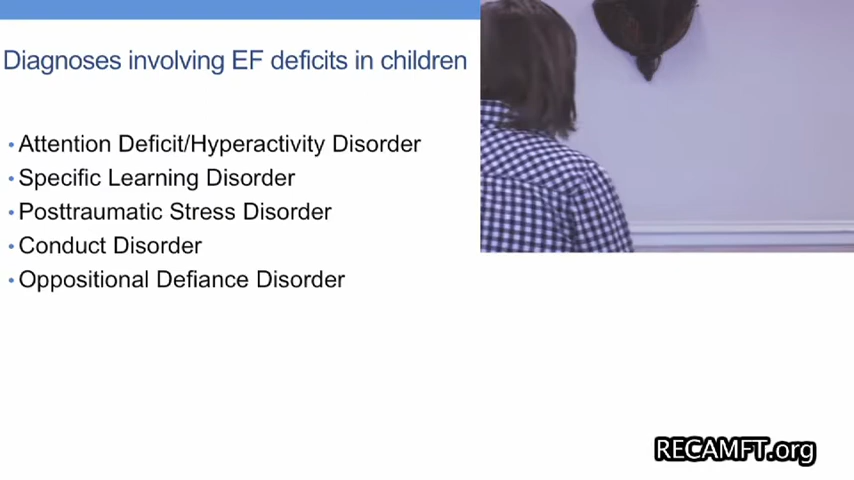 Diagnoses involving EF deficits in children
• Attention Deficit/Hyperactivity Disorder
• Specific Learning Disorder
• Posttraumatic Stress Disorder
• Conduct Disorder
• Oppositional Defiance Disorder
RECAMFT.org